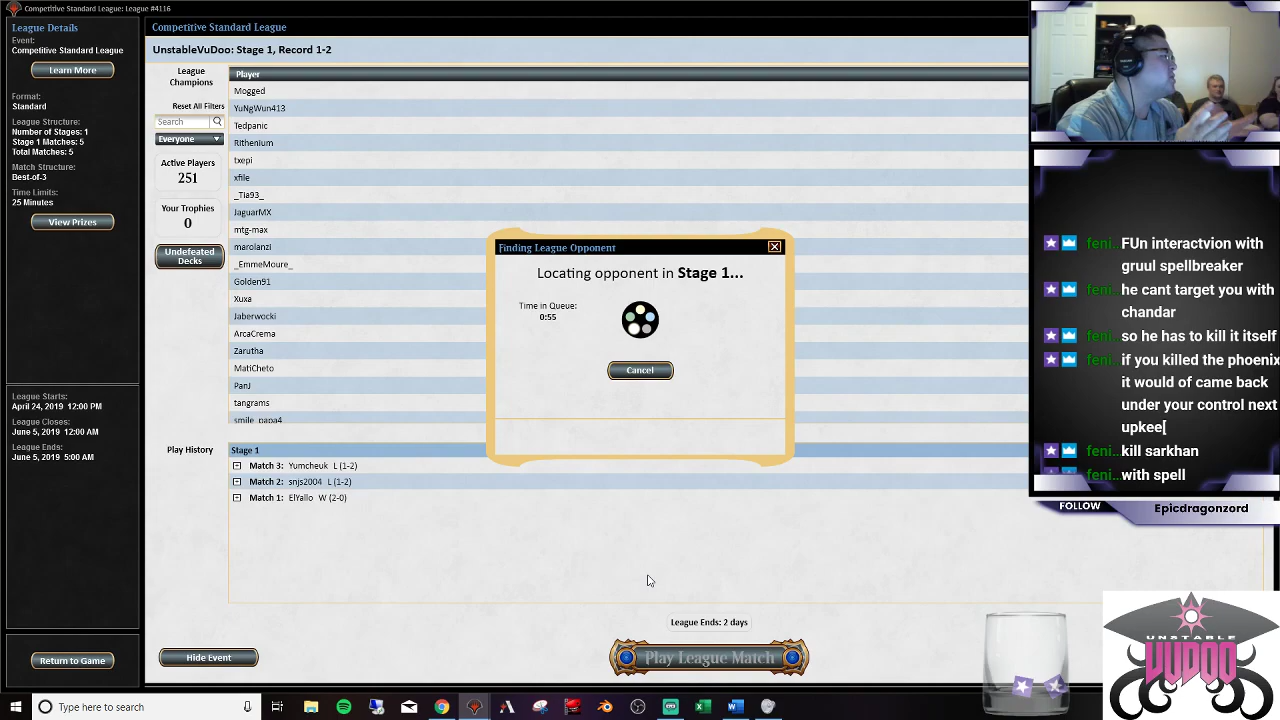 Competitive Standard League: League #4116
League Details
Event:
Competitive Standard League
Learn More
Format:
Standard
League Structure:
Number of Stages: 1
Stage 1 Matches: 5
Total Matches: 5
Match Structure:
Best-of-3
Time Limits:
25 Minutes
View Prizes
League Starts:
April 24, 2019 12:00 PM
League Closes:
June 5, 2019 12:00 AM
League Ends:
June 5, 2019 5:00 AM
Return to Game
Competitive Standard League
UnstableVuDoo: Stage 1, Record 1-2
League
Champions
Reset All Filters
Search
Everyone
Active Players
251
Your Trophies
0
Undefeated
Decks
Player
Mogged
YuNgWun413
Tedpanic
Rithenium
txepi
xfile
_Tia93_
JaguarMX
mtg-max
marolanzi
_EmmeMoure_
Golden91
Xuxa
Jaberwocki
ArcaCrema
Zarutha
MatiCheto
PanJ
tangrams
smile_papa4
Finding League Opponent
Locating opponent in Stage 1...
Time in Queue:
0:55
Cancel
Play History
Stage 1
Match 3: Yumcheuk L (1-2)
Match 2: snjs2004 L (1-2)
Match 1: ElYallo W (2-0)
League Ends: 2 days
Hide Event
Play League Match
feni... FUn interactvion with
gruul spellbreaker
feni... he cant target you with
chandar
feni... so he has to kill it itself
feni... if you killed the phoenix
it would of came back
under your control next
upkee[
feni... kill sarkhan
feni... with spell
FOLLOW
Epicdragonzord
UNSTABLE
VUDOO
Type here to search